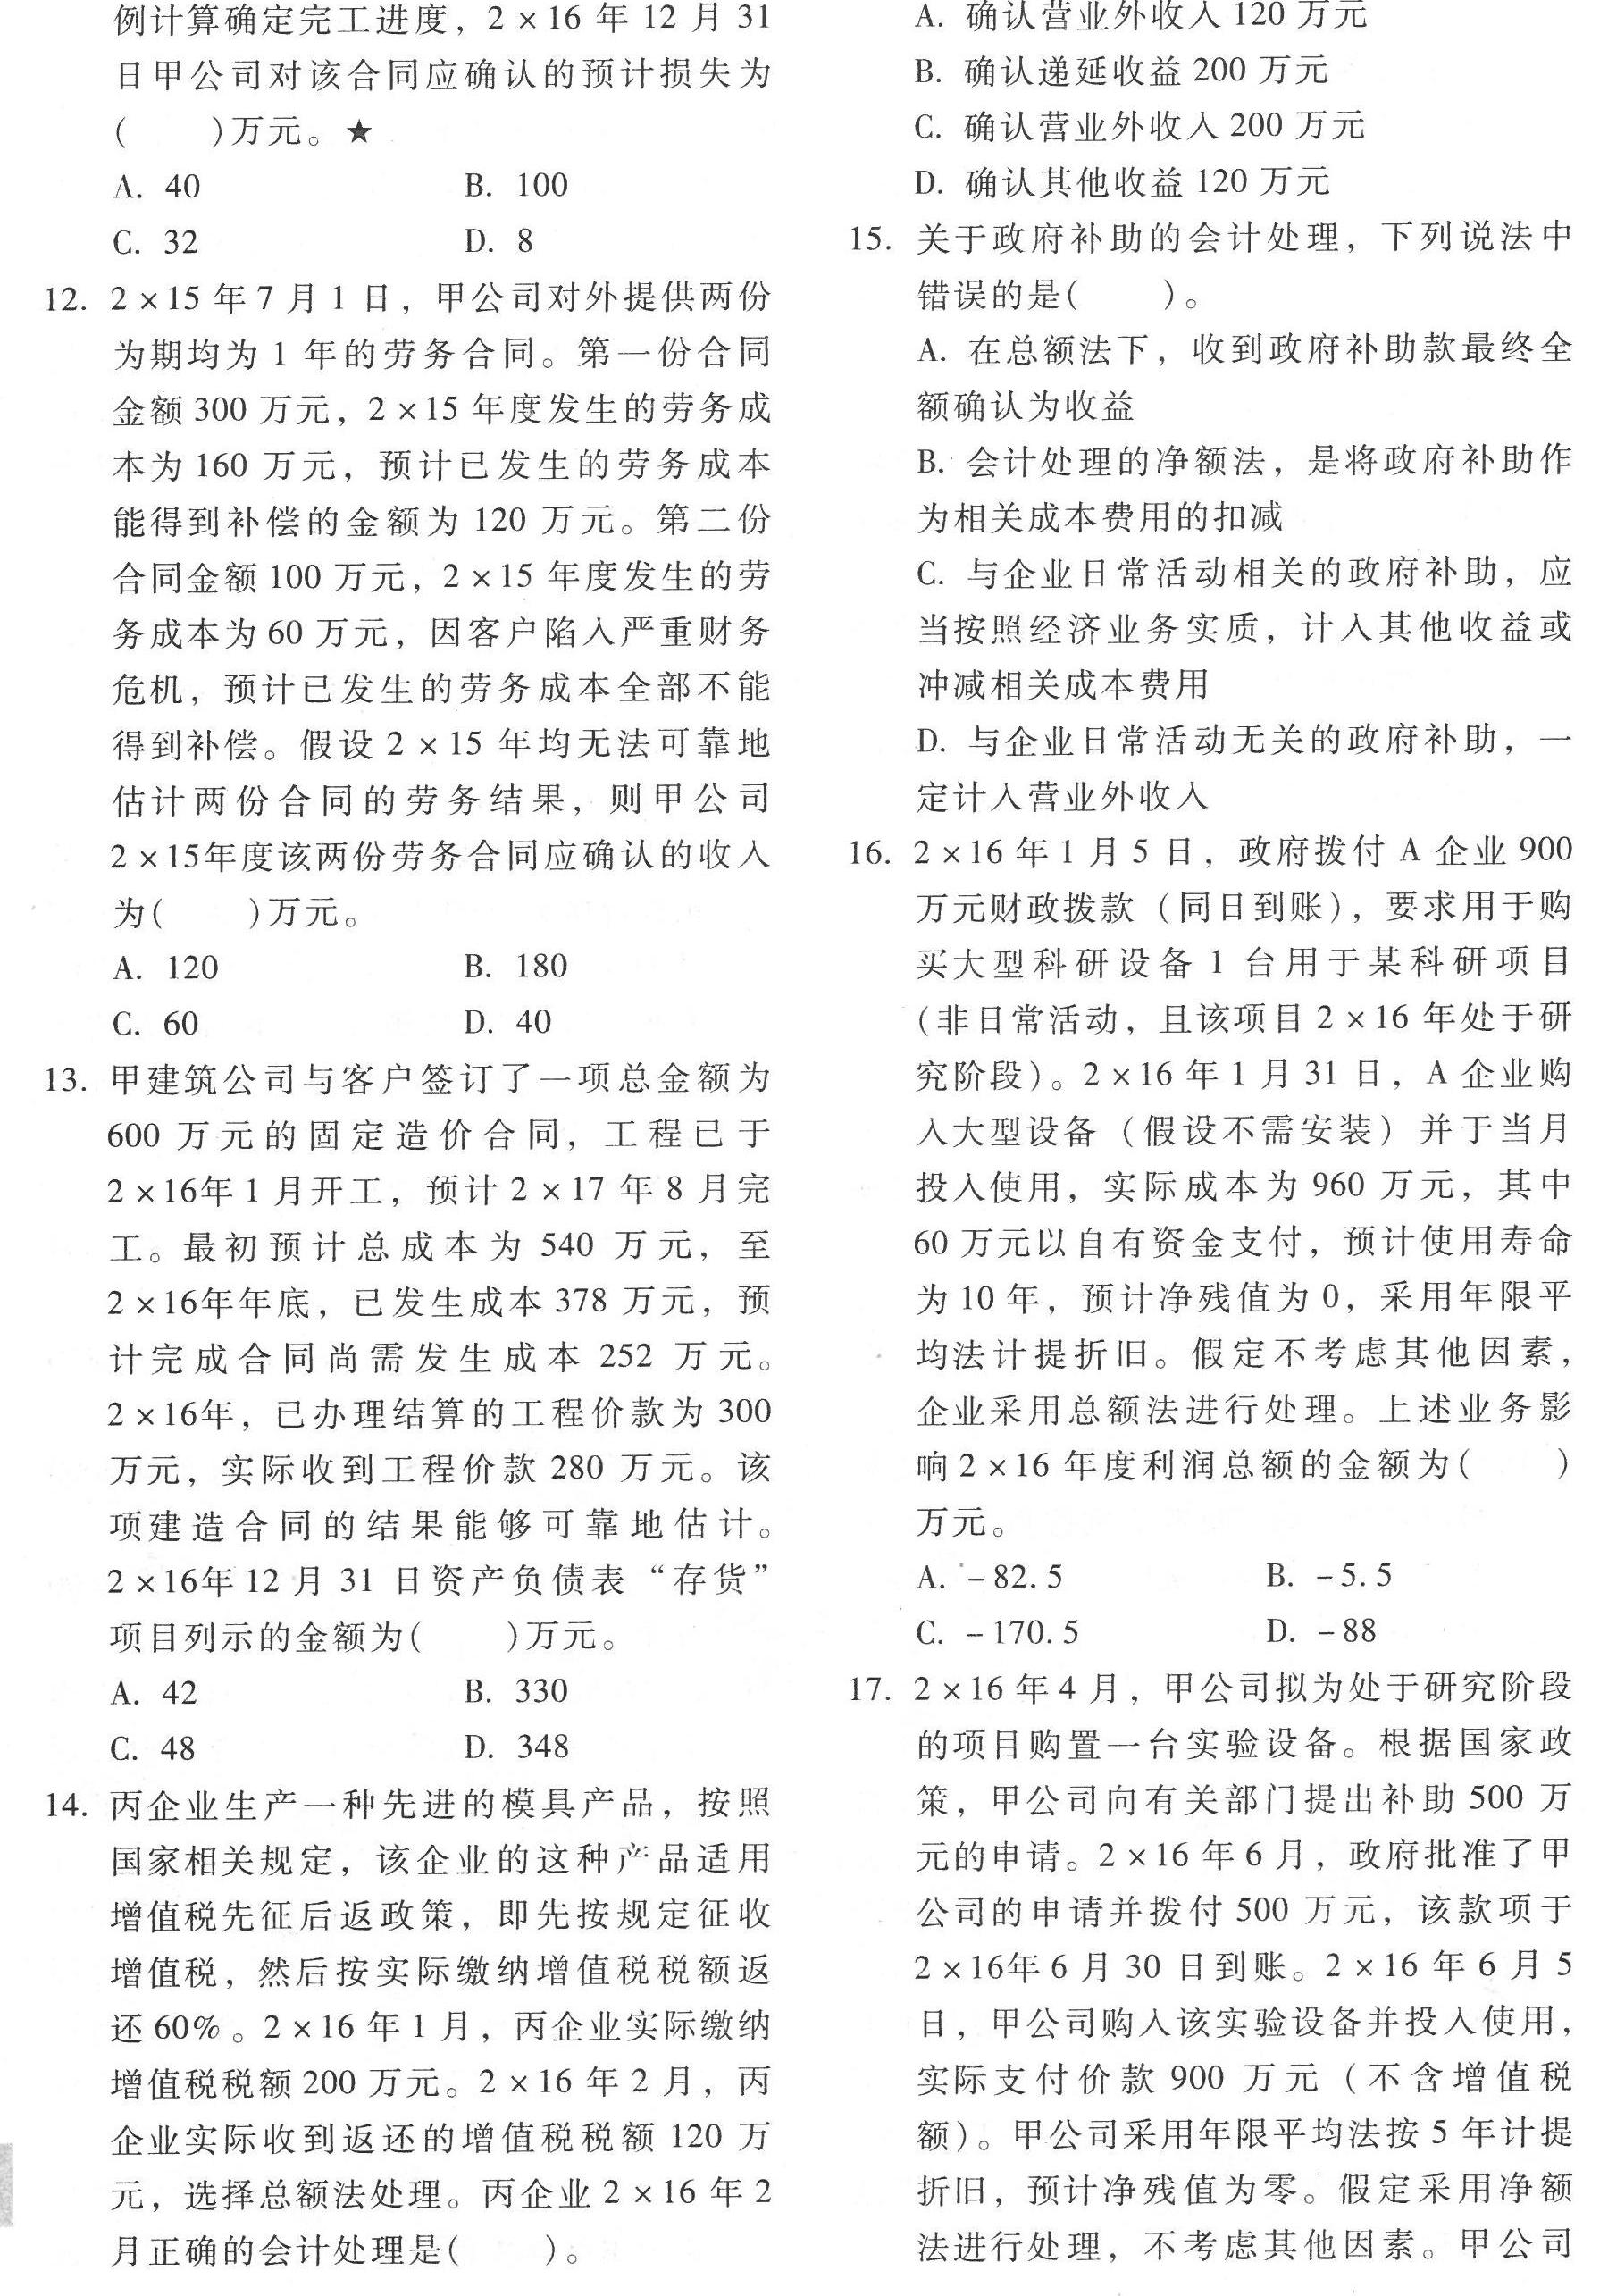 例计算确定完工进度，2×16 年 12 月 31
日甲公司对该合同应确认的预计损失为
(　　)万元。★
A. 40　　B. 100
C. 32　　D. 8
12. 2×15 年 7 月 1 日，甲公司对外提供两份
为期均为 1 年的劳务合同。第一份合同
金额 300 万元，2×15 年度发生的劳务成
本为 160 万元，预计已发生的劳务成本
能得到补偿的金额为 120 万元。第二份
合同金额 100 万元，2×15 年度发生的劳
务成本为 60 万元，因客户陷入严重财务
危机，预计已发生的劳务成本全部不能
得到补偿。假设 2×15 年均无法可靠地
估计两份合同的劳务结果，则甲公司
2×15年度该两份劳务合同应确认的收入
为(　　)万元。
A. 120　　B. 180
C. 60　　D. 40
13. 甲建筑公司与客户签订了一项总金额为
600 万元的固定造价合同，工程已于
2×16年 1 月开工，预计 2×17 年 8 月完
工。最初预计总成本为 540 万元，至
2×16年年底，已发生成本 378 万元，预
计完成合同尚需发生成本 252 万元。
2×16年，已办理结算的工程价款为 300
万元，实际收到工程价款 280 万元。该
项建造合同的结果能够可靠地估计。
2×16年 12 月 31 日资产负债表“存货”
项目列示的金额为(　　)万元。
A. 42　　B. 330
C. 48　　D. 348
14. 丙企业生产一种先进的模具产品，按照
国家相关规定，该企业的这种产品适用
增值税先征后返政策，即先按规定征收
增值税，然后按实际缴纳增值税税额返
还 60%。2×16 年 1 月，丙企业实际缴纳
增值税税额 200 万元。2×16 年 2 月，丙
企业实际收到返还的增值税税额 120 万
元，选择总额法处理。丙企业 2×16 年 2
月正确的会计处理是(　　)。
A. 确认营业外收入 120 万元
B. 确认递延收益 200 万元
C. 确认营业外收入 200 万元
D. 确认其他收益 120 万元
15. 关于政府补助的会计处理，下列说法中
错误的是(　　)。
A. 在总额法下，收到政府补助款最终全
额确认为收益
B. 会计处理的净额法，是将政府补助作
为相关成本费用的扣减
C. 与企业日常活动相关的政府补助，应
当按照经济业务实质，计入其他收益或
冲减相关成本费用
D. 与企业日常活动无关的政府补助，一
定计入营业外收入
16. 2×16 年 1 月 5 日，政府拨付 A 企业 900
万元财政拨款（同日到账），要求用于购
买大型科研设备 1 台用于某科研项目
(非日常活动，且该项目 2×16 年处于研
究阶段)。2×16 年 1 月 31 日，A 企业购
入大型设备（假设不需安装）并于当月
投入使用，实际成本为 960 万元，其中
60 万元以自有资金支付，预计使用寿命
为 10 年，预计净残值为 0，采用年限平
均法计提折旧。假定不考虑其他因素，
企业采用总额法进行处理。上述业务影
响 2×16 年度利润总额的金额为(　　)
万元。
A. －82.5　　B. －5.5
C. －170.5　　D. －88
17. 2×16 年 4 月，甲公司拟为处于研究阶段
的项目购置一台实验设备。根据国家政
策，甲公司向有关部门提出补助 500 万
元的申请。2×16 年 6 月，政府批准了甲
公司的申请并拨付 500 万元，该款项于
2×16年 6 月 30 日到账。2×16 年 6 月 5
日，甲公司购入该实验设备并投入使用，
实际支付价款 900 万元（不含增值税
额）。甲公司采用年限平均法按 5 年计提
折旧，预计净残值为零。假定采用净额
法进行处理，不考虑其他因素。甲公司